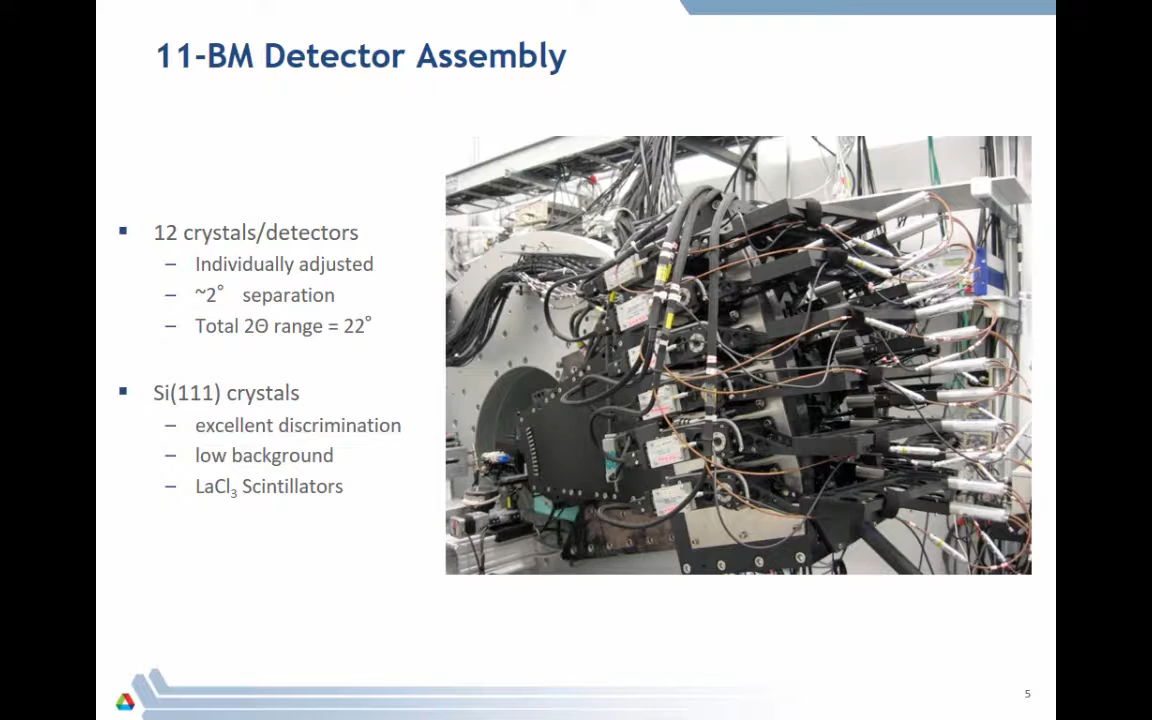 11-BM Detector Assembly
▪ 12 crystals/detectors
– Individually adjusted
– ~2° separation
– Total 2Θ range = 22°
▪ Si(111) crystals
– excellent discrimination
– low background
– LaCl₃ Scintillators
5